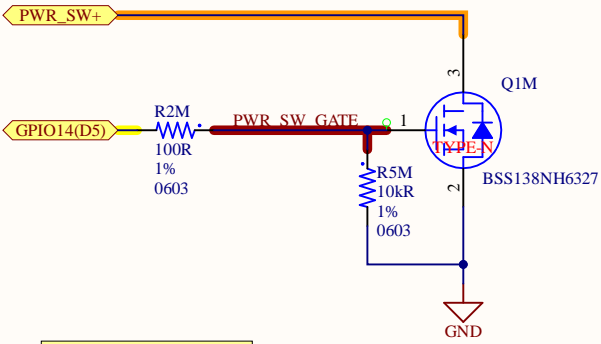 PWR_SW+
3
Q1M
GPIO14(D5)
R2M
100R
1%
0603
PWR_SW_GATE
1
TYPE-N
R5M
10kR
1%
0603
2
BSS138NH6327
GND